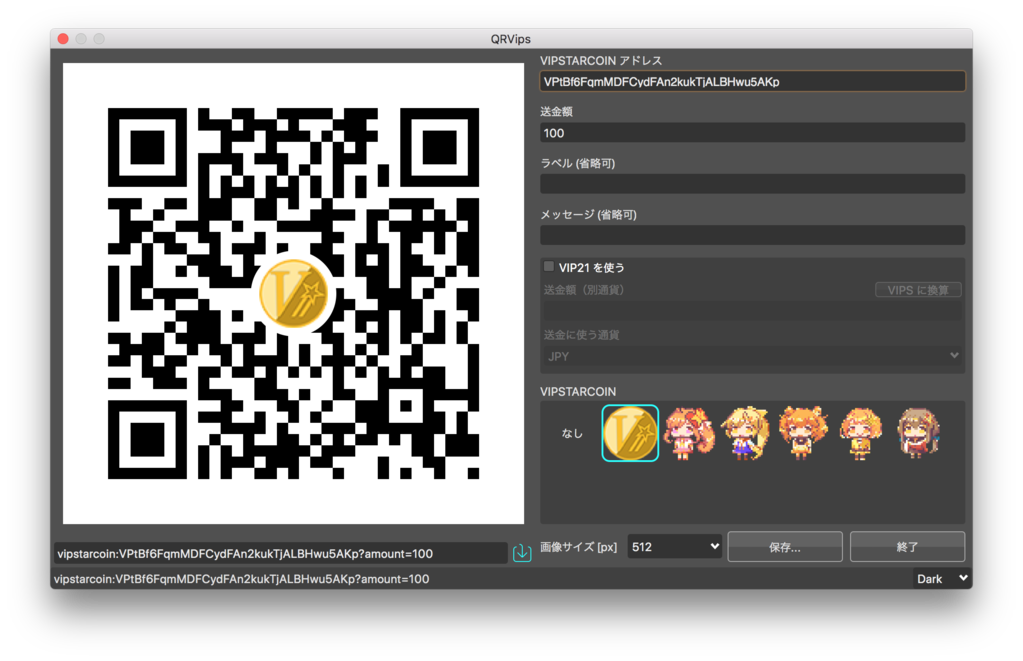 QRVips
VIPSTARCOIN アドレス
VPtBf6FqmMDFCydFAn2kukTjALBHwu5AKp
送金額
100
ラベル (省略可)
メッセージ (省略可)
VIP21 を使う
送金額（別通貨）
VIPS に換算
送金に使う通貨
JPY
VIPSTARCOIN
なし
vipstarcoin:VPtBf6FqmMDFCydFAn2kukTjALBHwu5AKp?amount=100
画像サイズ [px]
512
保存...
終了
vipstarcoin:VPtBf6FqmMDFCydFAn2kukTjALBHwu5AKp?amount=100
Dark